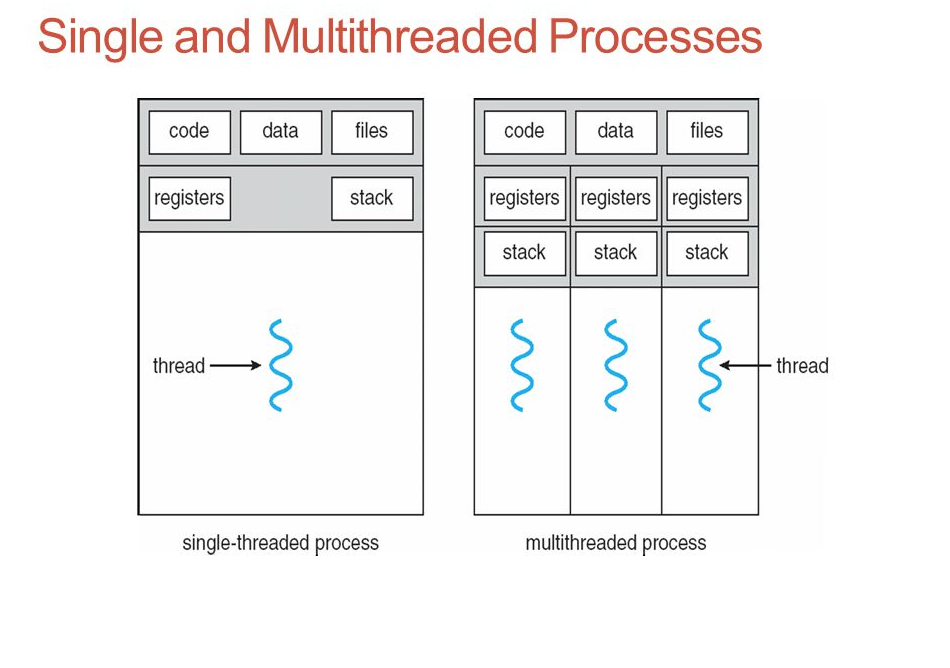 Single and Multithreaded Processes
code data files
registers stack
thread
single-threaded process
code data files
registers registers registers
stack stack stack
thread
multithreaded process